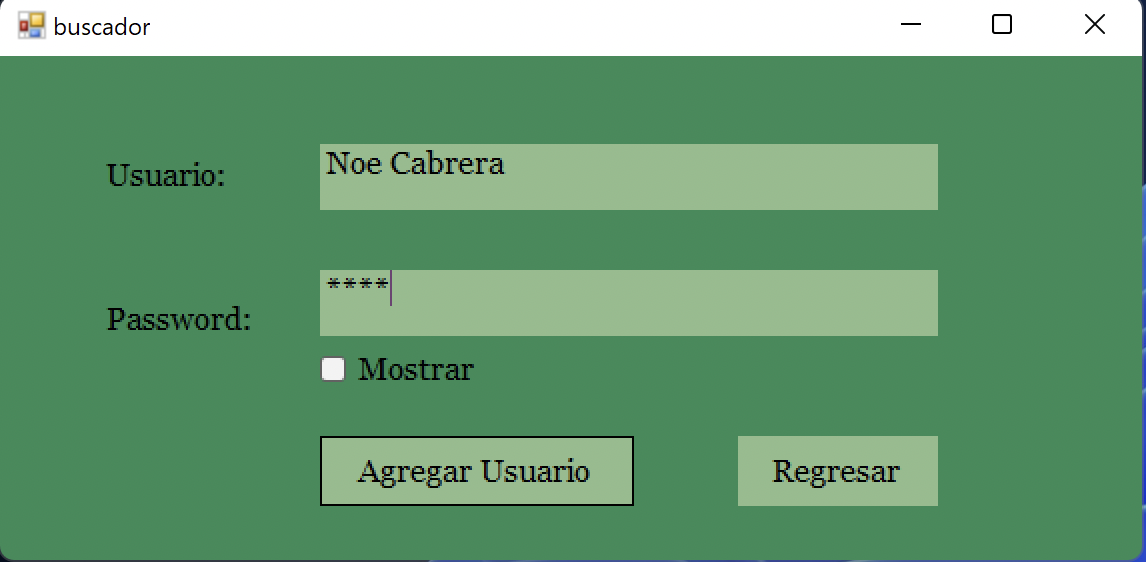 buscador
Usuario:
Noe Cabrera
Password:
****
Mostrar
Agregar Usuario
Regresar